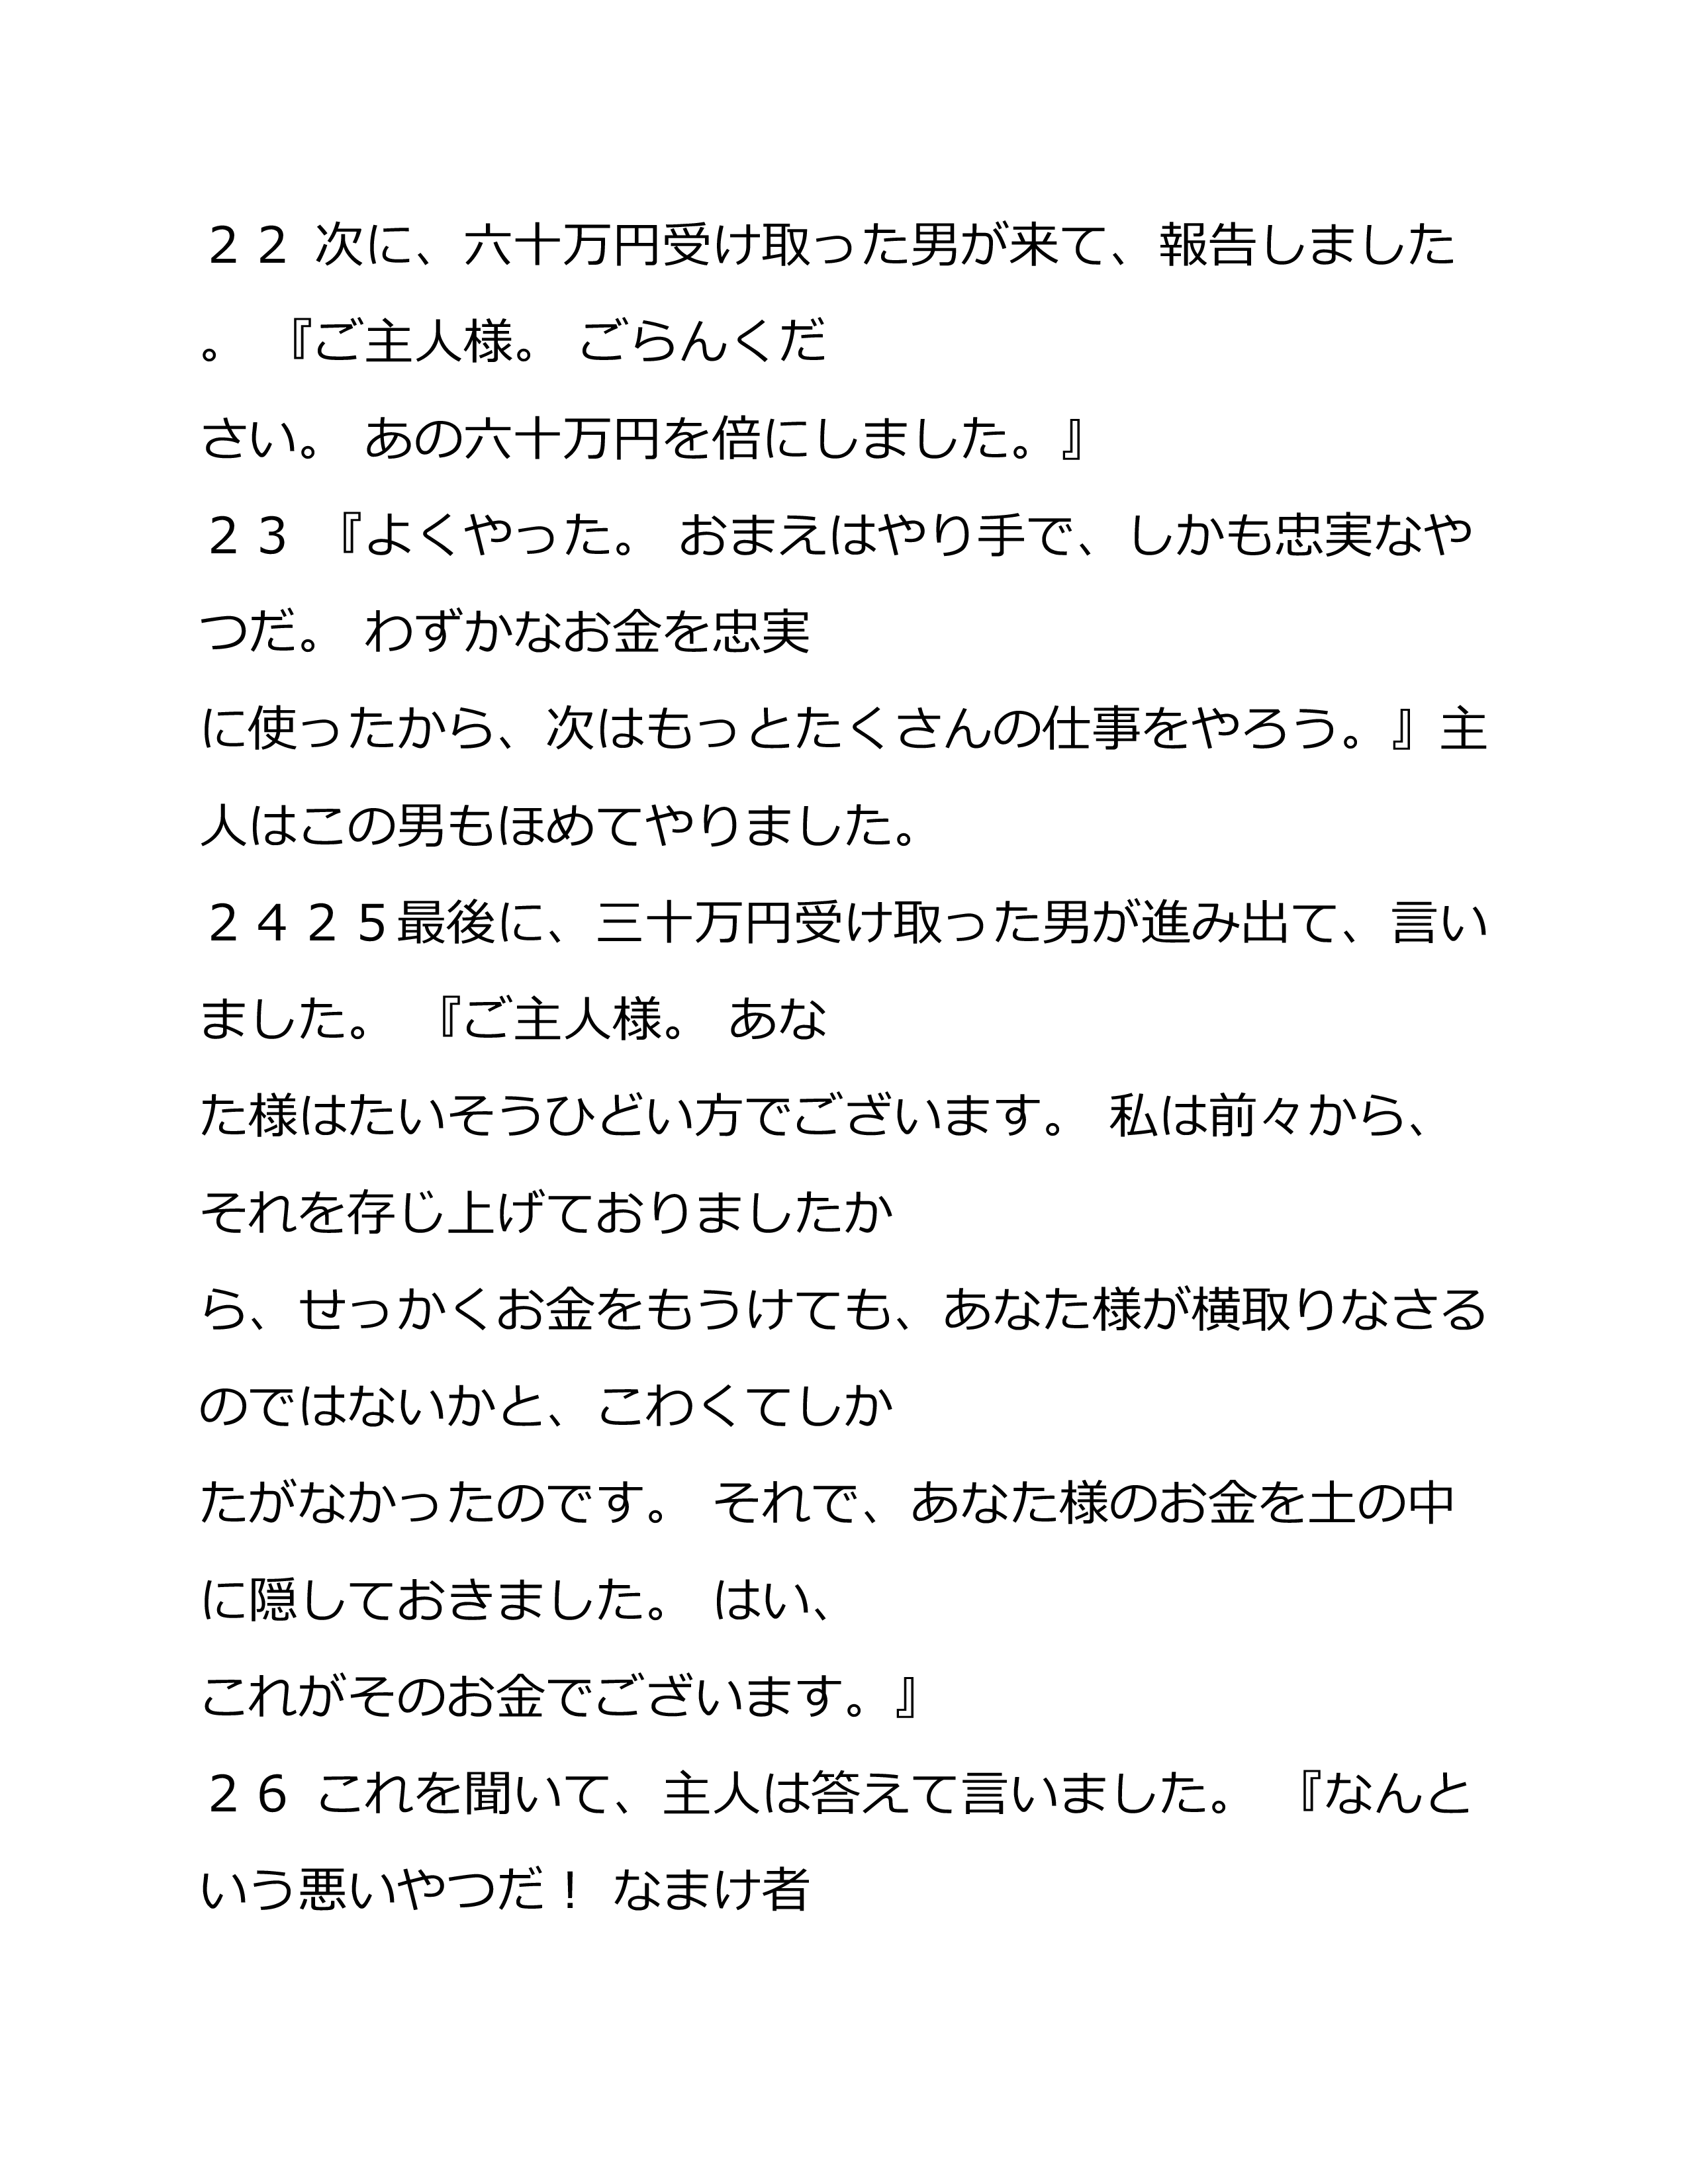 ２２ 次に、六十万円受け取った男が来て、報告しました
。 『ご主人様。 ごらんくだ
さい。 あの六十万円を倍にしました。』
２３ 『よくやった。 おまえはやり手で、しかも忠実なや
つだ。 わずかなお金を忠実
に使ったから、次はもっとたくさんの仕事をやろう。』主
人はこの男もほめてやりました。
２４２５最後に、三十万円受け取った男が進み出て、言い
ました。 『ご主人様。 あな
た様はたいそうひどい方でございます。 私は前々から、
それを存じ上げておりましたか
ら、せっかくお金をもうけても、あなた様が横取りなさる
のではないかと、こわくてしか
たがなかったのです。 それで、あなた様のお金を土の中
に隠しておきました。 はい、
これがそのお金でございます。』
２６ これを聞いて、主人は答えて言いました。 『なんと
いう悪いやつだ！ なまけ者